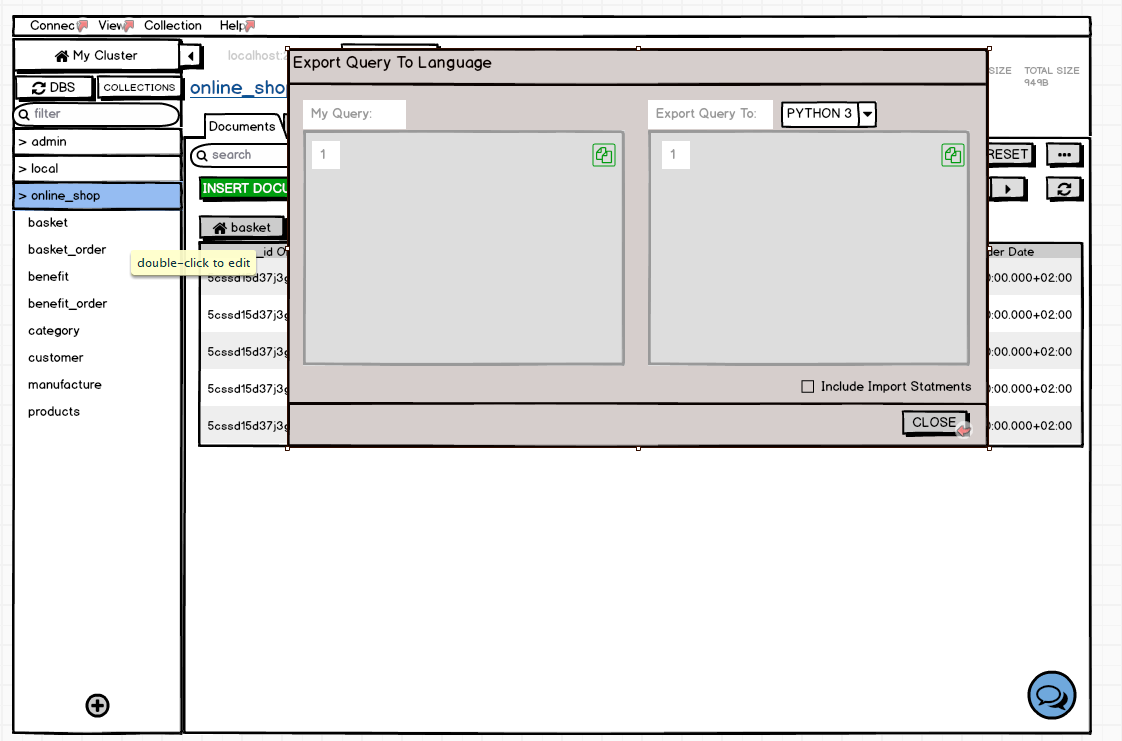 Connec View Collection Help
My Cluster
localhost:
Export Query To Language
SIZE TOTAL SIZE
949B
DBS COLLECTIONS
online_sho
filter
My Query:
Export Query To: PYTHON 3
Documents
> admin
search
1
1
RESET
> local
> online_shop
INSERT DOCU
basket
basket
basket_order
_id O
der Date
double-click to edit
benefit
5cssd15d37j3g
0:00.000+02:00
benefit_order
5cssd15d37j3g
0:00.000+02:00
category
customer
5cssd15d37j3g
0:00.000+02:00
manufacture
5cssd15d37j3g
0:00.000+02:00
Include Import Statments
products
5cssd15d37j3g
0:00.000+02:00
CLOSE